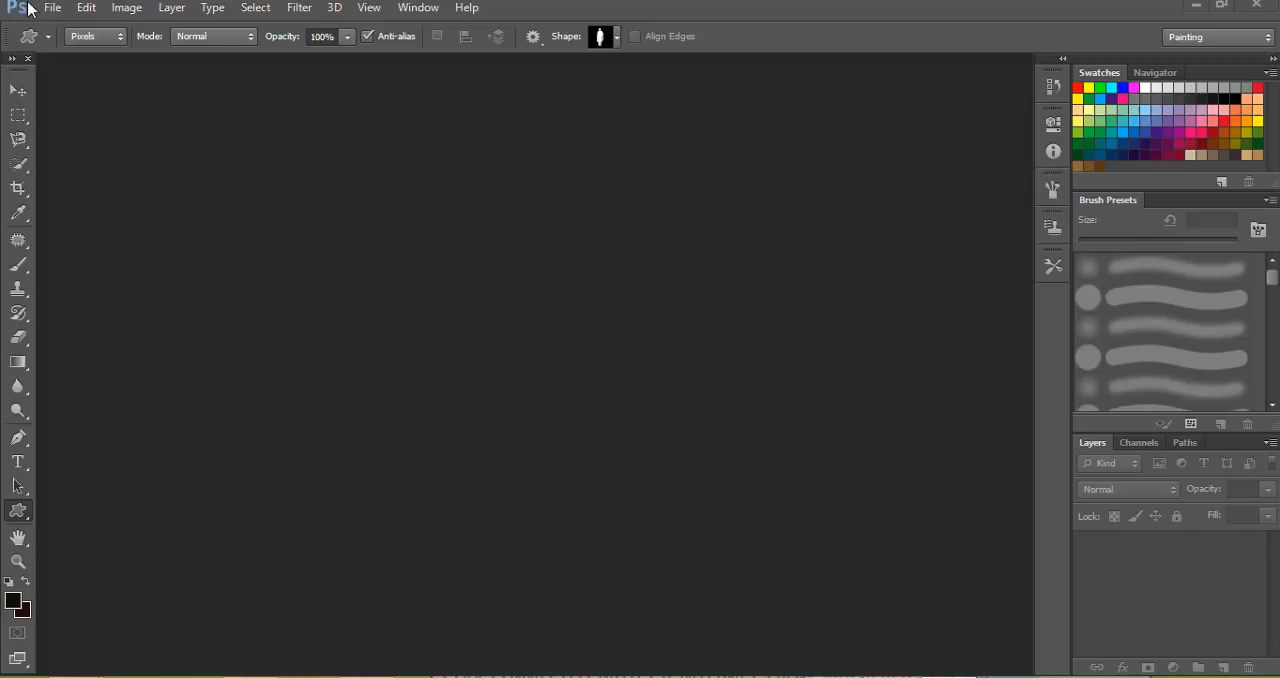 Ps File Edit Image Layer Type Select Filter 3D View Window Help
Pixels Mode: Normal Opacity: 100% Anti-alias Shape: Align Edges Painting
Swatches Navigator
Brush Presets
Size:
Layers Channels Paths
Kind
Normal Opacity:
Lock: Fill: